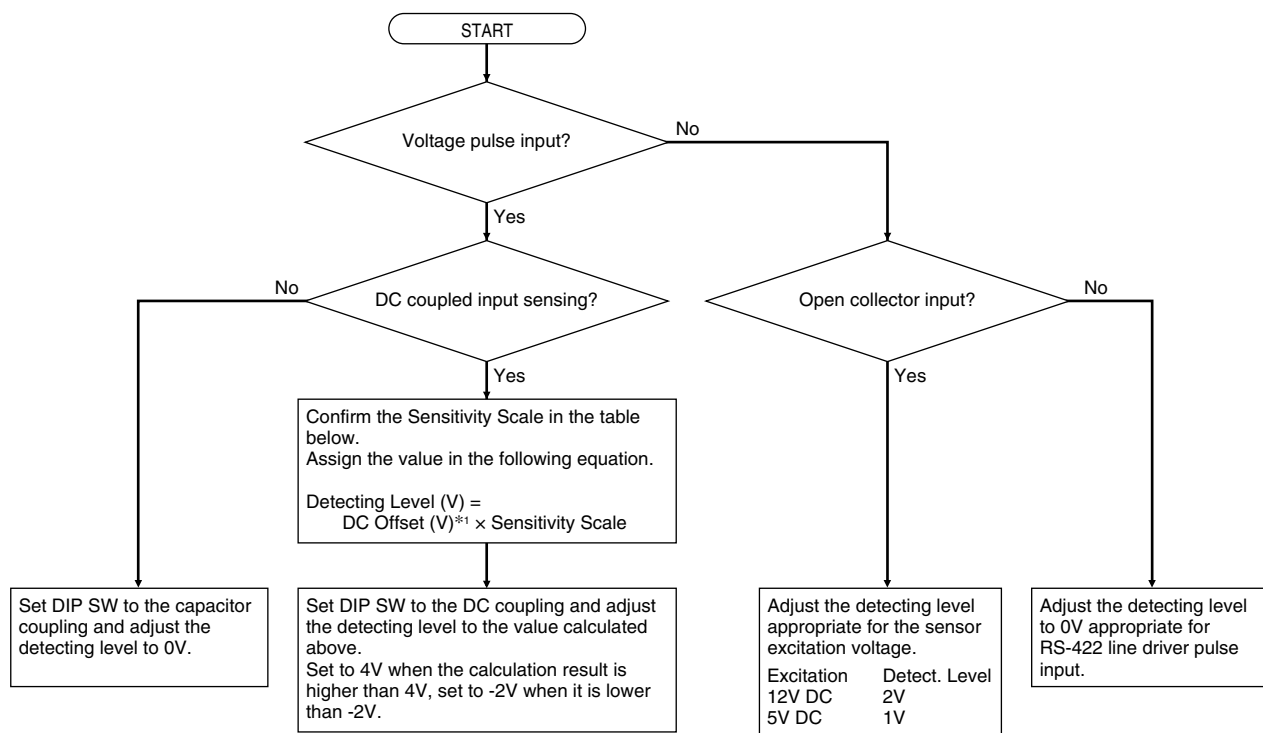 START
Voltage pulse input?
No
Yes
No
DC coupled input sensing?
Open collector input?
No
Yes
Yes
Confirm the Sensitivity Scale in the table
below.
Assign the value in the following equation.
Detecting Level (V) =
DC Offset (V)*1 × Sensitivity Scale
Set DIP SW to the capacitor
coupling and adjust the
detecting level to 0V.
Set DIP SW to the DC coupling and adjust
the detecting level to the value calculated
above.
Set to 4V when the calculation result is
higher than 4V, set to -2V when it is lower
than -2V.
Adjust the detecting level
appropriate for the sensor
excitation voltage.
Excitation Detect. Level
12V DC 2V
5V DC 1V
Adjust the detecting level
to 0V appropriate for
RS-422 line driver pulse
input.